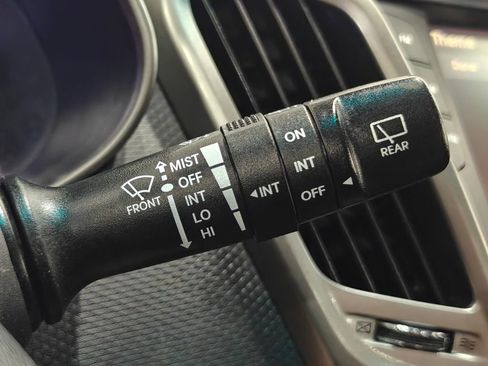 MIST
OFF
INT
LO
HI
FRONT
INT
ON
INT
OFF
REAR
Theme